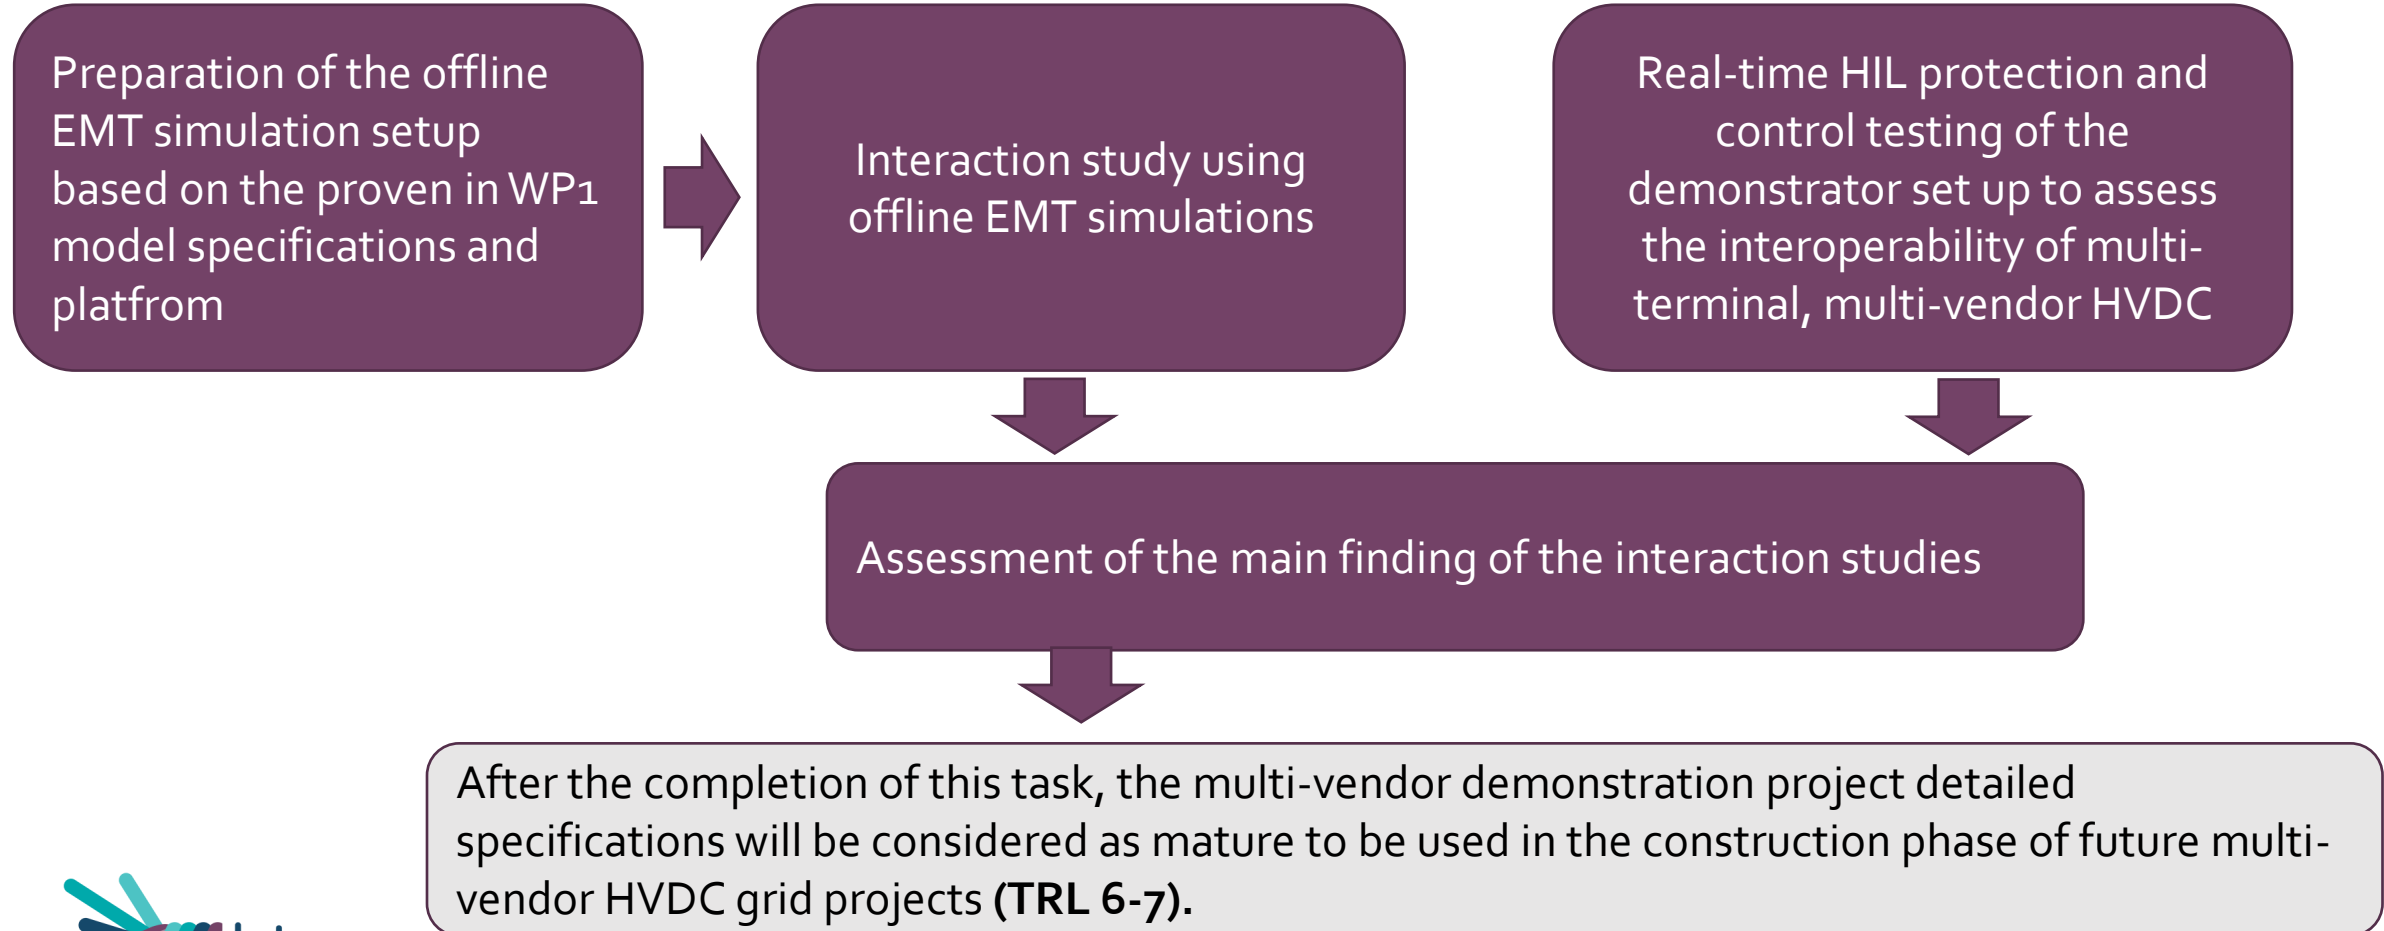 Preparation of the offline
EMT simulation setup
based on the proven in WP1
model specifications and
platfrom
Interaction study using
offline EMT simulations
Real-time HIL protection and
control testing of the
demonstrator set up to assess
the interoperability of multi-
terminal, multi-vendor HVDC
Assessment of the main finding of the interaction studies
After the completion of this task, the multi-vendor demonstration project detailed
specifications will be considered as mature to be used in the construction phase of future multi-
vendor HVDC grid projects (TRL 6-7).